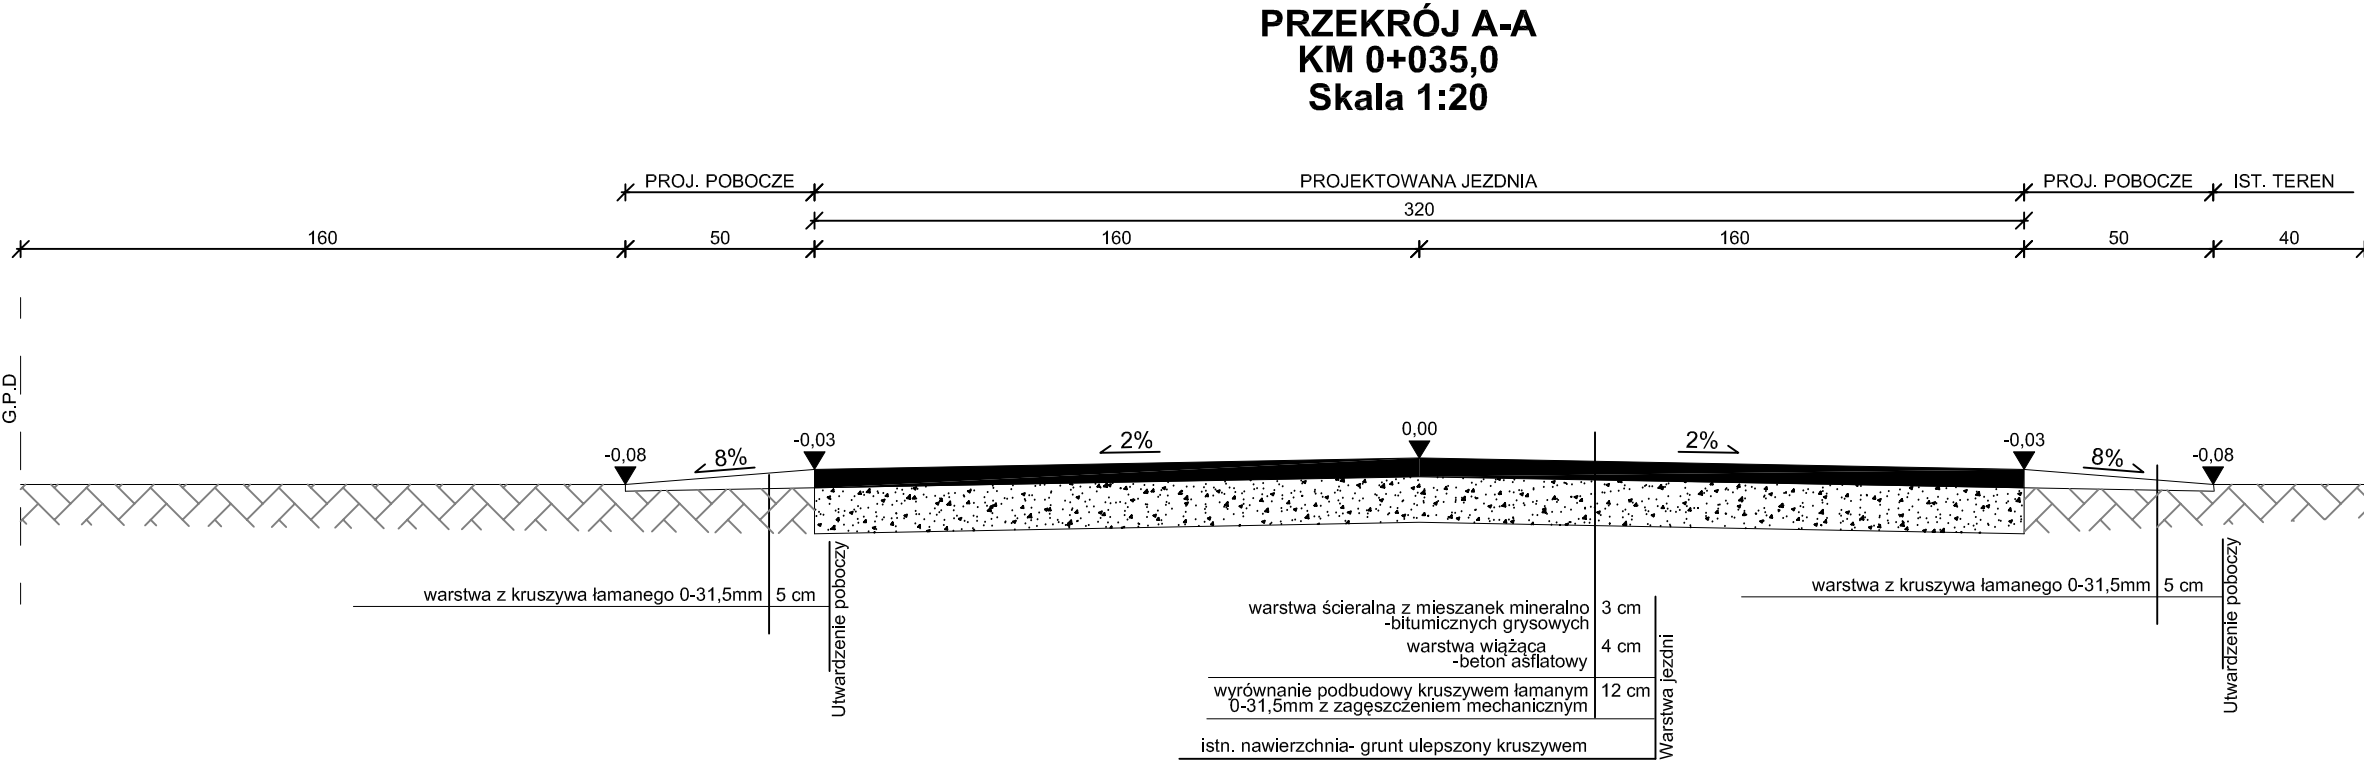 PRZEKRÓJ A-A
KM 0+035,0
Skala 1:20
PROJ. POBOCZE
PROJEKTOWANA JEZDNIA
PROJ. POBOCZE
IST. TEREN
320
160
50
160
160
50
40
G.P.D
-0,08
8%
-0,03
2%
0,00
2%
-0,03
8%
-0,08
warstwa z kruszywa łamanego 0-31,5mm 5 cm
Utwardzenie poboczy
warstwa ścieralna z mieszanek mineralno 3 cm
-bitumicznych grysowych
warstwa wiążąca 4 cm
-beton asflatowy
wyrównanie podbudowy kruszywem łamanym 12 cm
0-31,5mm z zagęszczeniem mechanicznym
istn. nawierzchnia- grunt ulepszony kruszywem
Warstwa jezdni
warstwa z kruszywa łamanego 0-31,5mm 5 cm
Utwardzenie poboczy